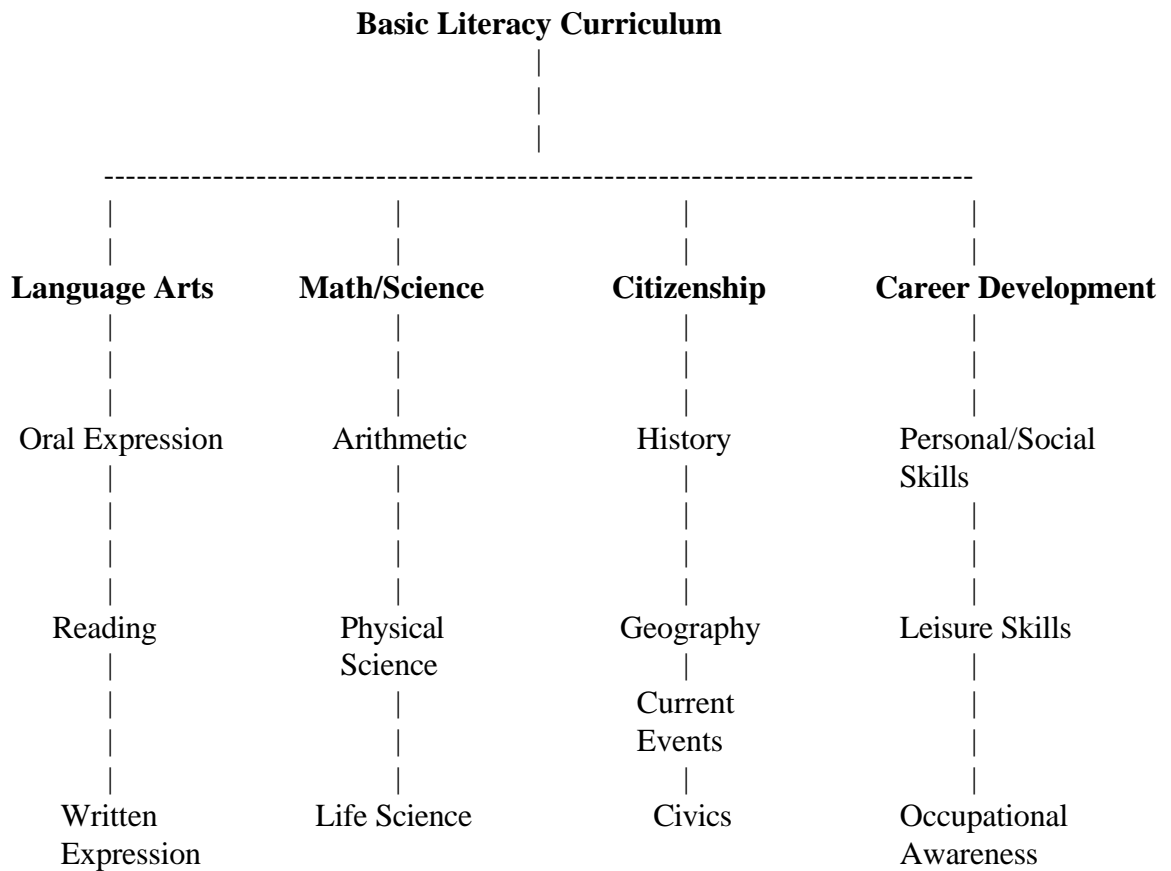 Basic Literacy Curriculum
Language Arts
Math/Science
Citizenship
Career Development
Oral Expression
Arithmetic
History
Personal/Social
Skills
Reading
Physical
Science
Geography
Leisure Skills
Current
Events
Written
Expression
Life Science
Civics
Occupational
Awareness